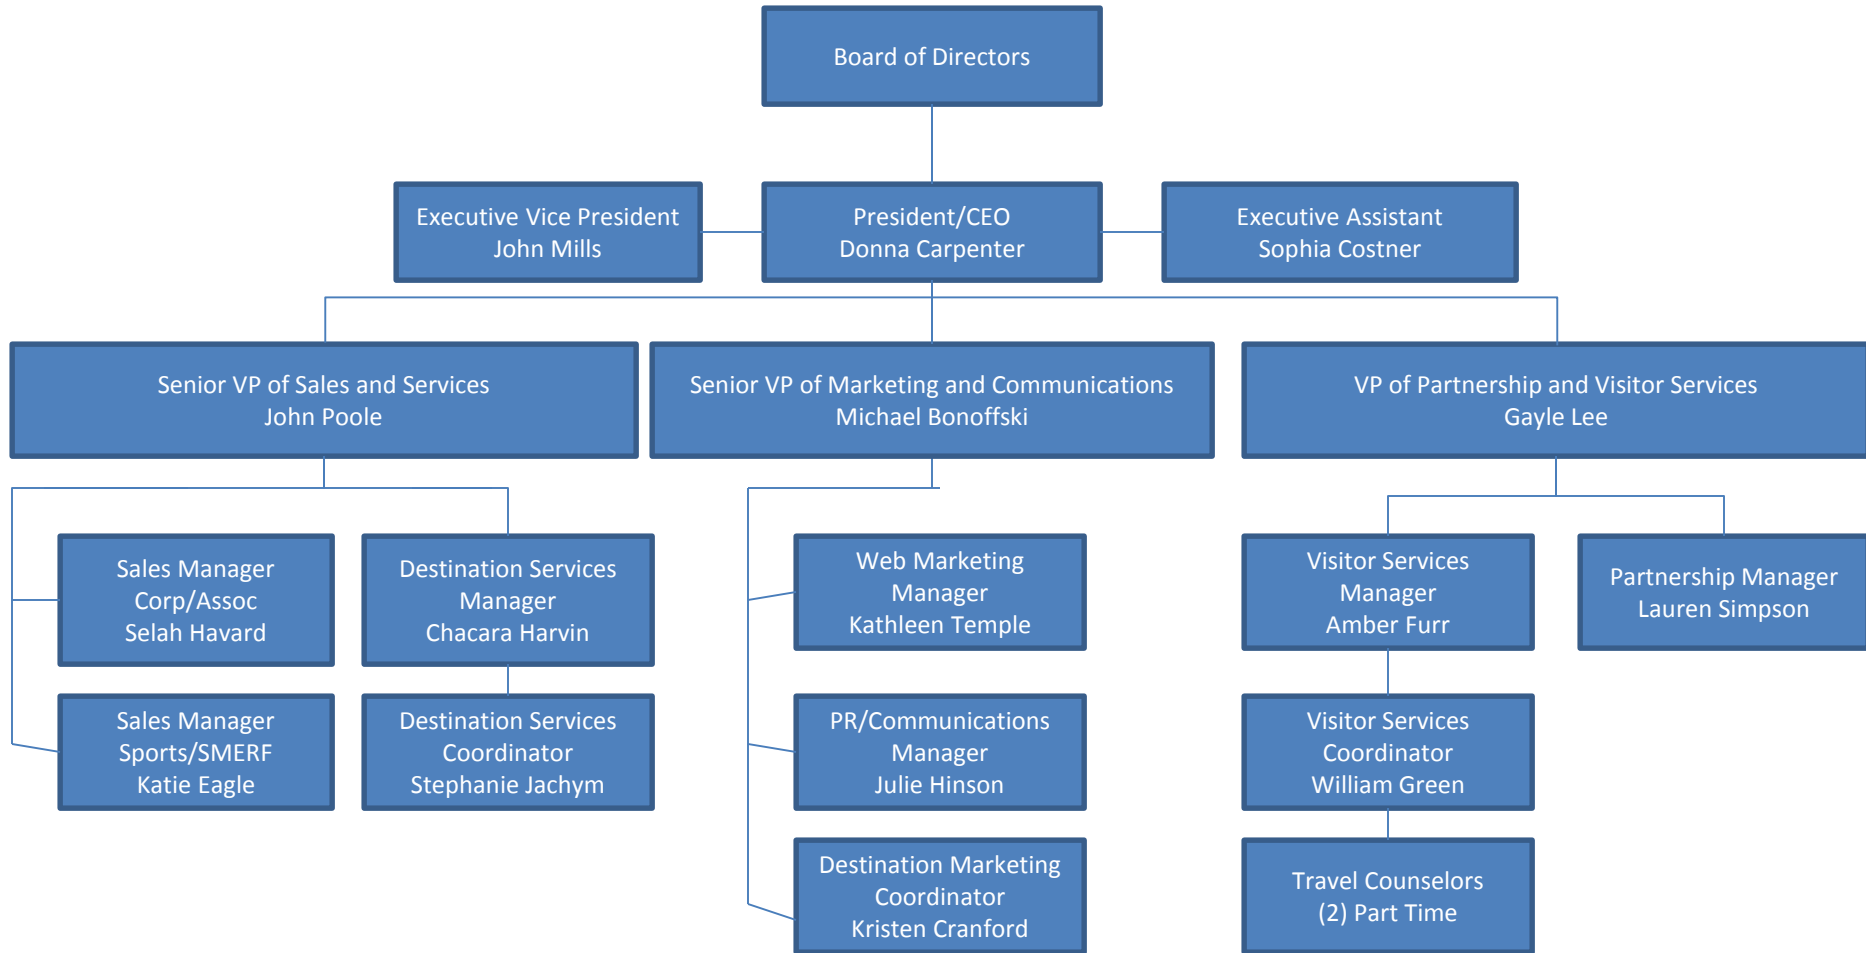 Board of Directors
Executive Vice President
John Mills
President/CEO
Donna Carpenter
Executive Assistant
Sophia Costner
Senior VP of Sales and Services
John Poole
Senior VP of Marketing and Communications
Michael Bonoffski
VP of Partnership and Visitor Services
Gayle Lee
Sales Manager
Corp/Assoc
Selah Havard
Destination Services
Manager
Chacara Harvin
Web Marketing
Manager
Kathleen Temple
Visitor Services
Manager
Amber Furr
Partnership Manager
Lauren Simpson
Sales Manager
Sports/SMERF
Katie Eagle
Destination Services
Coordinator
Stephanie Jachym
PR/Communications
Manager
Julie Hinson
Visitor Services
Coordinator
William Green
Destination Marketing
Coordinator
Kristen Cranford
Travel Counselors
(2) Part Time